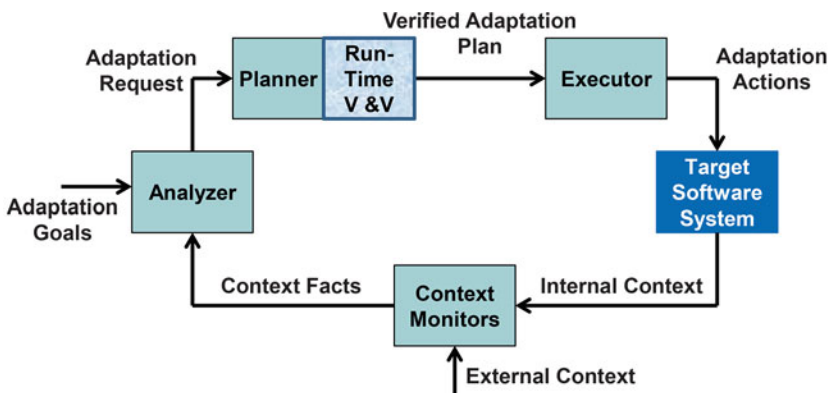 Verified Adaptation
Plan
Adaptation
Request
Planner
Run-
Time
V &V
Executor
Adaptation
Actions
Analyzer
Adaptation
Goals
Target
Software
System
Context Facts
Context
Monitors
Internal Context
External Context